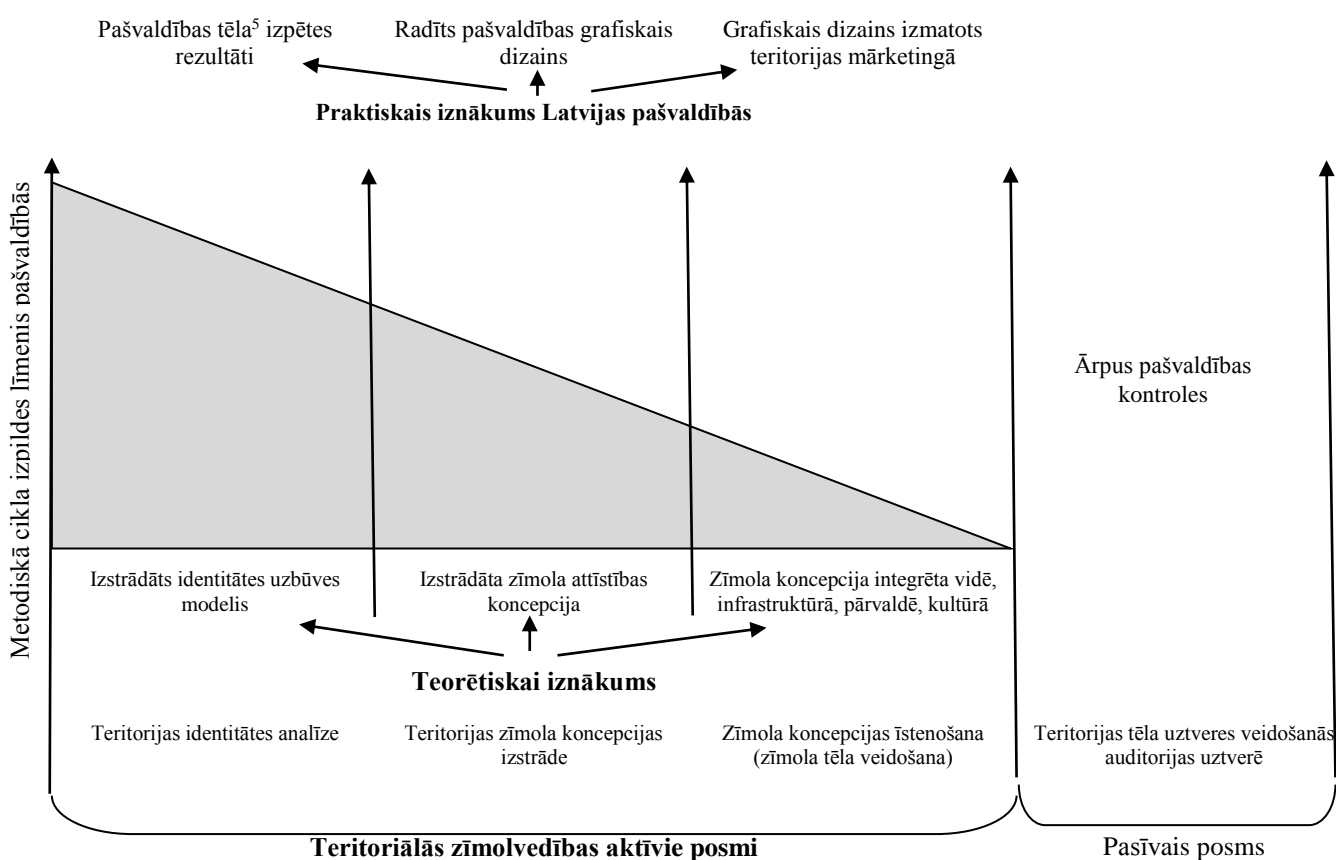 Pašvaldības tēla⁵ izpētes
rezultāti
Radīts pašvaldības grafiskais
dizains
Grafiskais dizains izmatots
teritorijas mārketingā
Praktiskais iznākums Latvijas pašvaldībās
Metodiskā cikla izpildes līmenis pašvaldībās
Ārpus pašvaldības
kontroles
Izstrādāts identitātes uzbūves
modelis
Izstrādāta zīmola attīstības
koncepcija
Zīmola koncepcija integrēta vidē,
infrastruktūrā, pārvaldē, kultūrā
Teorētiskai iznākums
Teritorijas identitātes analīze
Teritorijas zīmola koncepcijas
izstrāde
Zīmola koncepcijas īstenošana
(zīmola tēla veidošana)
Teritorijas tēla uztveres veidošanās
auditorijas uztverē
Teritoriālās zīmolvedības aktīvie posmi
Pasīvais posms